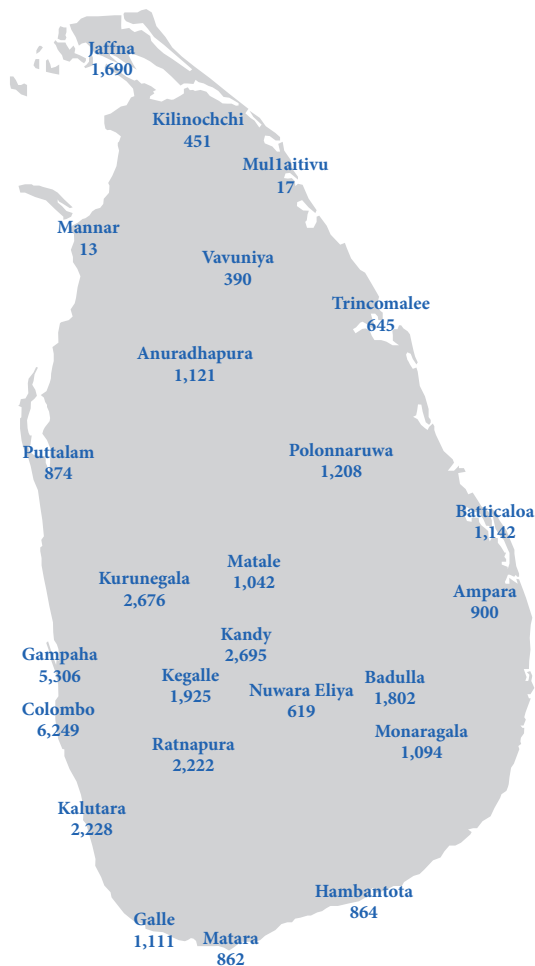 Jaffna
1,690
Kilinochchi
451
Mul1aitivu
17
Mannar
13
Vavuniya
390
Trincomalee
645
Anuradhapura
1,121
Puttalam
874
Polonnaruwa
1,208
Batticaloa
1,142
Matale
1,042
Kurunegala
2,676
Ampara
900
Kandy
2,695
Gampaha
5,306
Kegalle
1,925
Nuwara Eliya
619
Badulla
1,802
Colombo
6,249
Monaragala
1,094
Ratnapura
2,222
Kalutara
2,228
Hambantota
864
Galle
1,111
Matara
862